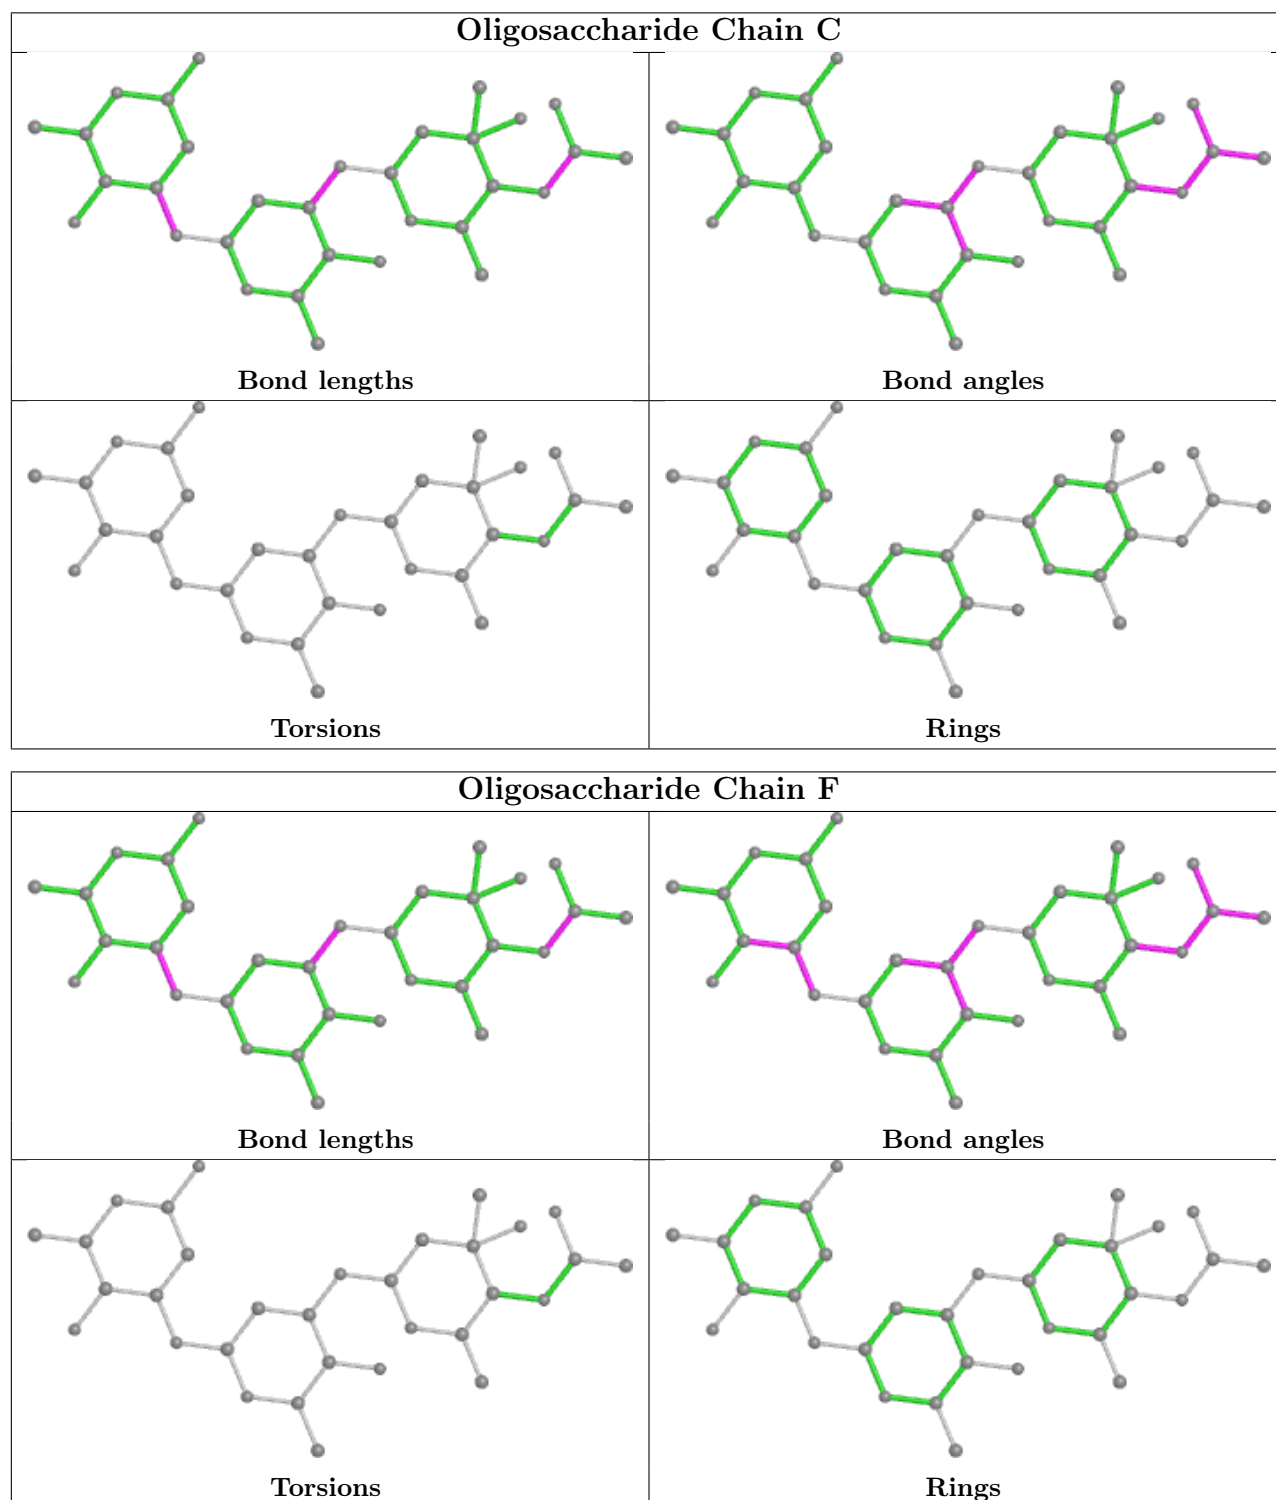 Oligosaccharide Chain C
Bond lengths
Bond angles
Torsions
Rings
Oligosaccharide Chain F
Bond lengths
Bond angles
Torsions
Rings